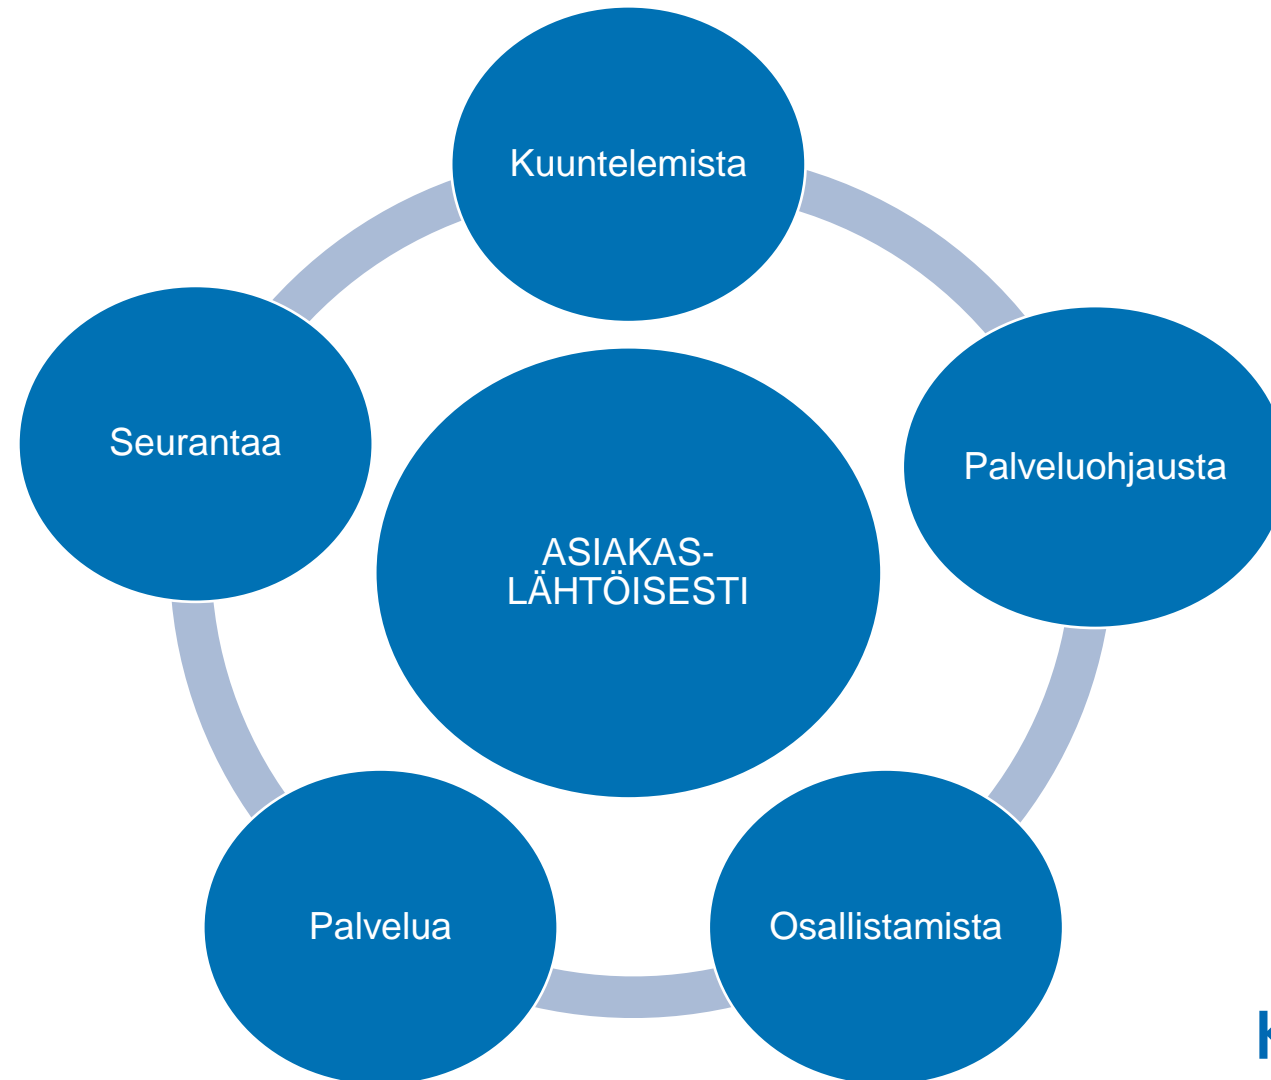 Kuuntelemista
Palveluohjausta
Osallistamista
Palvelua
Seurantaa
ASIAKAS-
LÄHTÖISESTI